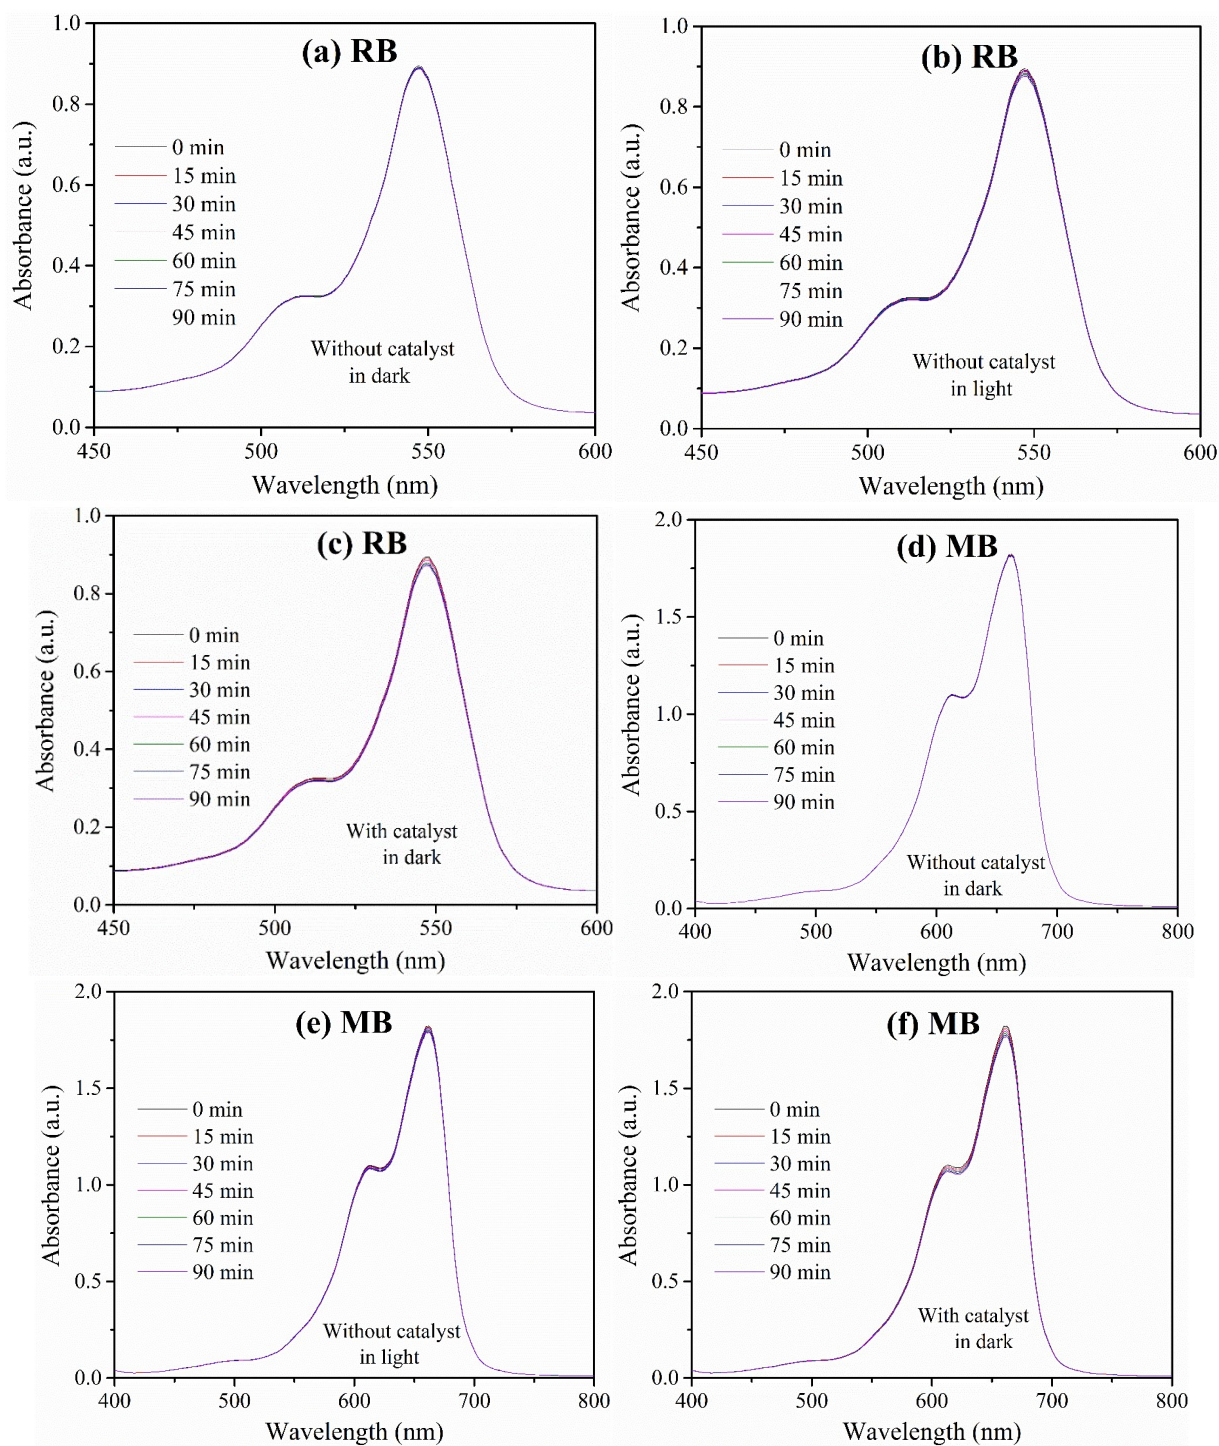 (a) RB
Absorbance (a.u.)
1.0
0.8
0.6
0.4
0.2
0.0
0 min
15 min
30 min
45 min
60 min
75 min
90 min
Without catalyst
in dark
450
500
550
600
Wavelength (nm)
(b) RB
Absorbance (a.u.)
1.0
0.8
0.6
0.4
0.2
0.0
0 min
15 min
30 min
45 min
60 min
75 min
90 min
Without catalyst
in light
450
500
550
600
Wavelength (nm)
(c) RB
Absorbance (a.u.)
1.0
0.8
0.6
0.4
0.2
0.0
0 min
15 min
30 min
45 min
60 min
75 min
90 min
With catalyst
in dark
450
500
550
600
Wavelength (nm)
(d) MB
Absorbance (a.u.)
2.0
1.5
1.0
0.5
0.0
0 min
15 min
30 min
45 min
60 min
75 min
90 min
Without catalyst
in dark
400
500
600
700
800
Wavelength (nm)
(e) MB
Absorbance (a.u.)
2.0
1.5
1.0
0.5
0.0
0 min
15 min
30 min
45 min
60 min
75 min
90 min
Without catalyst
in light
400
500
600
700
800
Wavelength (nm)
(f) MB
Absorbance (a.u.)
2.0
1.5
1.0
0.5
0.0
0 min
15 min
30 min
45 min
60 min
75 min
90 min
With catalyst
in dark
400
500
600
700
800
Wavelength (nm)